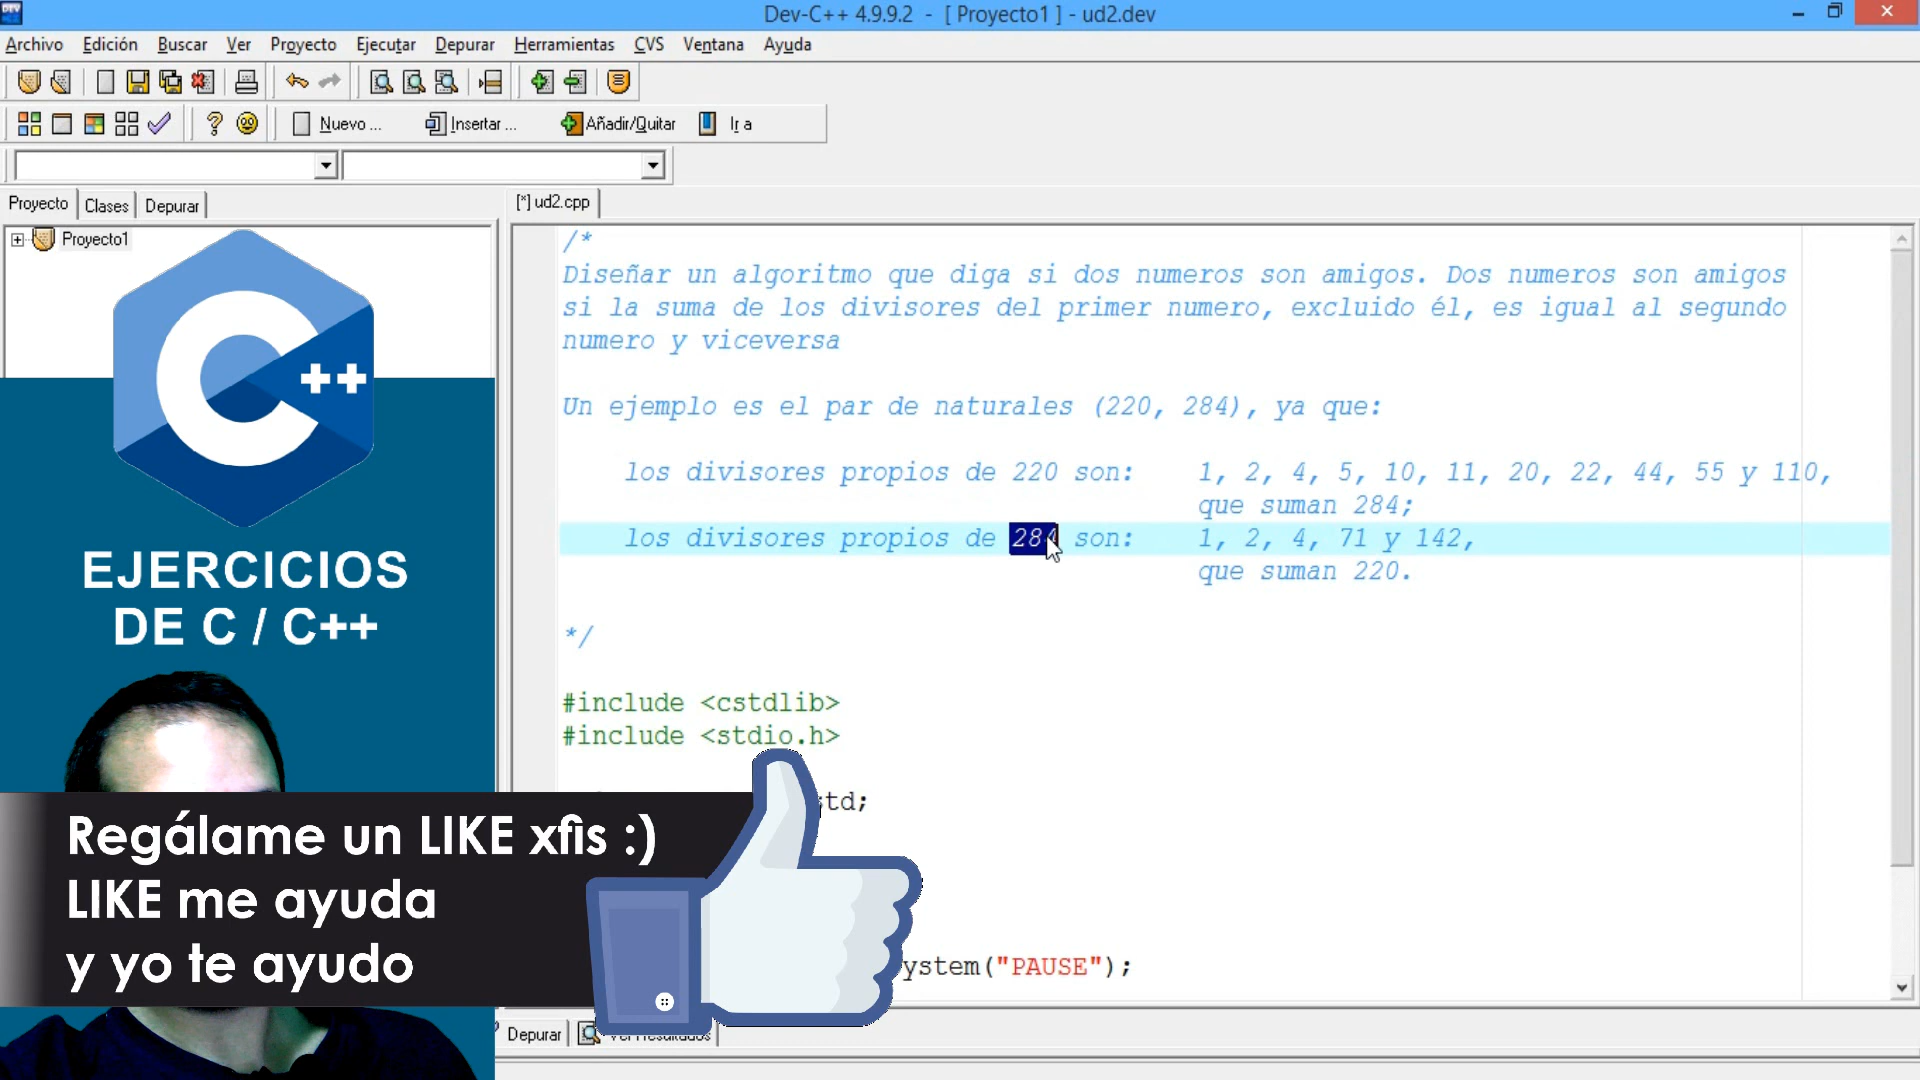 Dev-C++ 4.9.9.2 - [ Proyecto1 ] - ud2.dev
Archivo Edición Buscar Ver Proyecto Ejecutar Depurar Herramientas CVS Ventana Ayuda
Nuevo ... Insertar ... Añadir/Quitar Ir a
Proyecto Clases Depurar
[*] ud2.cpp
Proyecto1
/*
Diseñar un algoritmo que diga si dos numeros son amigos. Dos numeros son amigos
si la suma de los divisores del primer numero, excluido él, es igual al segundo
numero y viceversa
Un ejemplo es el par de naturales (220, 284), ya que:
los divisores propios de 220 son: 1, 2, 4, 5, 10, 11, 20, 22, 44, 55 y 110,
que suman 284;
los divisores propios de 284 son: 1, 2, 4, 71 y 142,
que suman 220.
*/
#include <cstdlib>
#include <stdio.h>
std;
ystem("PAUSE");
C++
EJERCICIOS
DE C / C++
Regálame un LIKE xfis :)
LIKE me ayuda
y yo te ayudo
Depurar